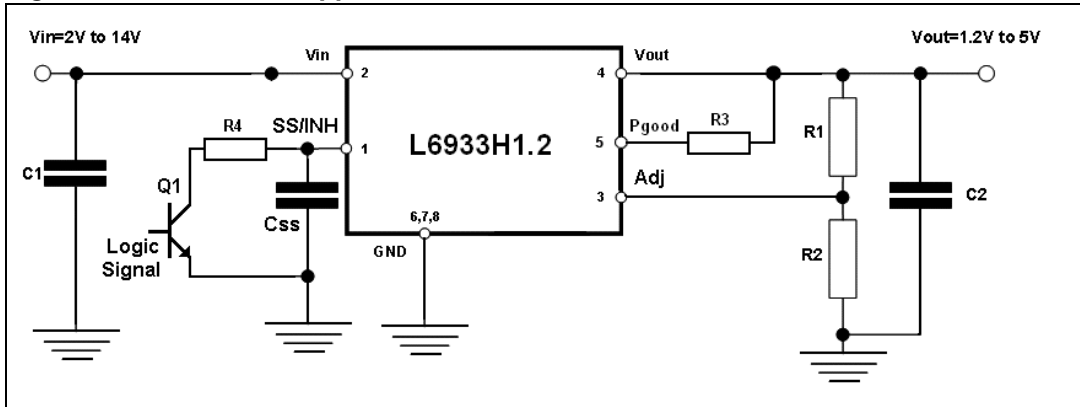 Vin=2V to 14V
Vout=1.2V to 5V
Vin
Vout
2
4
R4
SS/INH
Pgood
R3
R1
L6933H1.2
1
5
C1
Q1
Adj
C2
Css
3
Logic
Signal
6,7,8
GND
R2